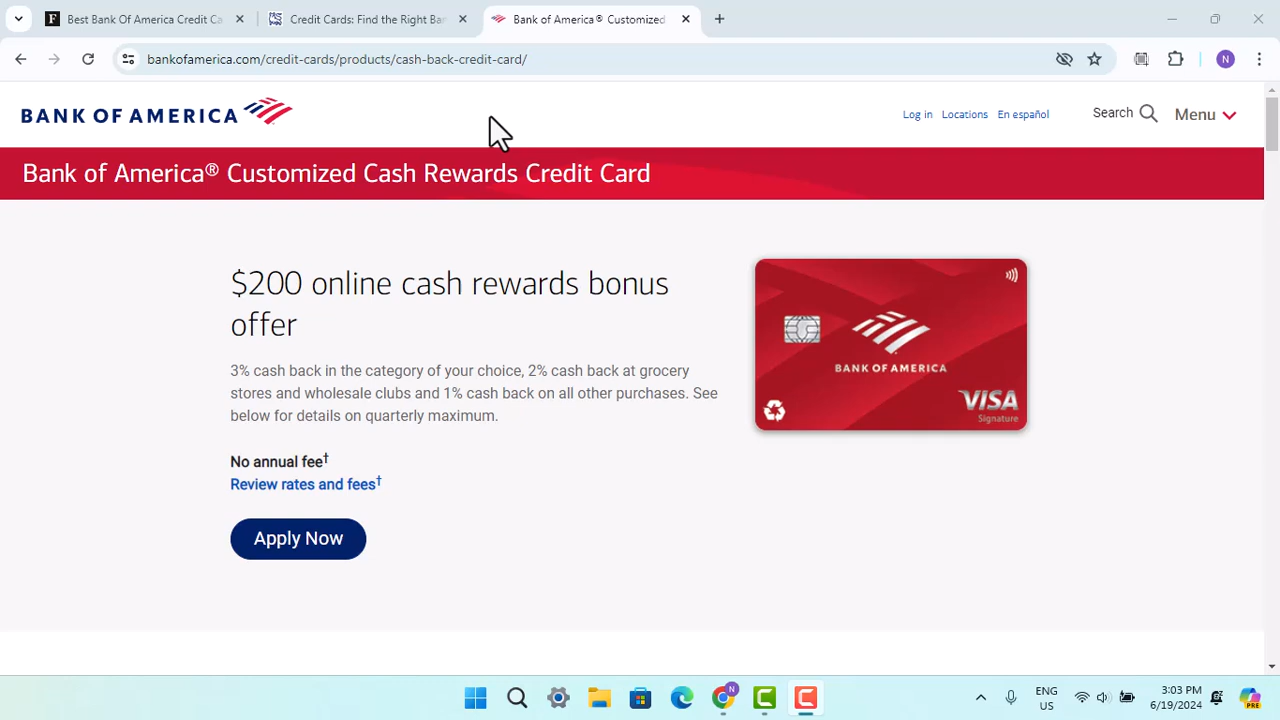 Best Bank Of America Credit Ca
Credit Cards: Find the Right Ba
Bank of America® Customized
bankofamerica.com/credit-cards/products/cash-back-credit-card/
N
BANK OF AMERICA
Log in
Locations
En español
Search
Menu
Bank of America® Customized Cash Rewards Credit Card
$200 online cash rewards bonus
offer
3% cash back in the category of your choice, 2% cash back at grocery
stores and wholesale clubs and 1% cash back on all other purchases. See
below for details on quarterly maximum.
No annual fee†
Review rates and fees†
Apply Now
BANK OF AMERICA
VISA
Signature
N
ENG
US
3:03 PM
6/19/2024
PRE